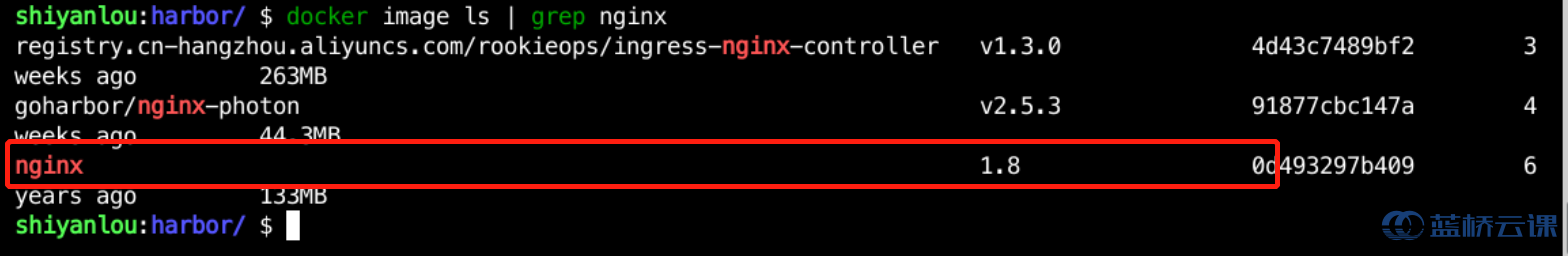 shiyanlou:harbor/ $ docker image ls | grep nginx
registry.cn-hangzhou.aliyuncs.com/rookieops/ingress-nginx-controller v1.3.0 4d43c7489bf2 3
weeks ago 263MB
goharbor/nginx-photon v2.5.3 91877cbc147a 4
weeks ago 44.3MB
nginx 1.8 0d493297b409 6
years ago 133MB
shiyanlou:harbor/ $
蓝桥云课